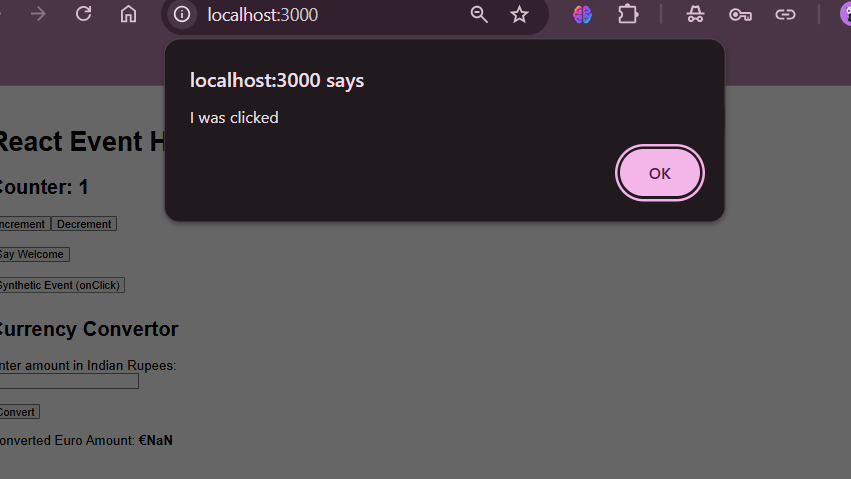 localhost:3000
localhost:3000 says
I was clicked
OK
React Event H
Counter: 1
ncrement Decrement
Say Welcome
Synthetic Event (onClick)
Currency Convertor
nter amount in Indian Rupees:
Convert
onverted Euro Amount: €NaN